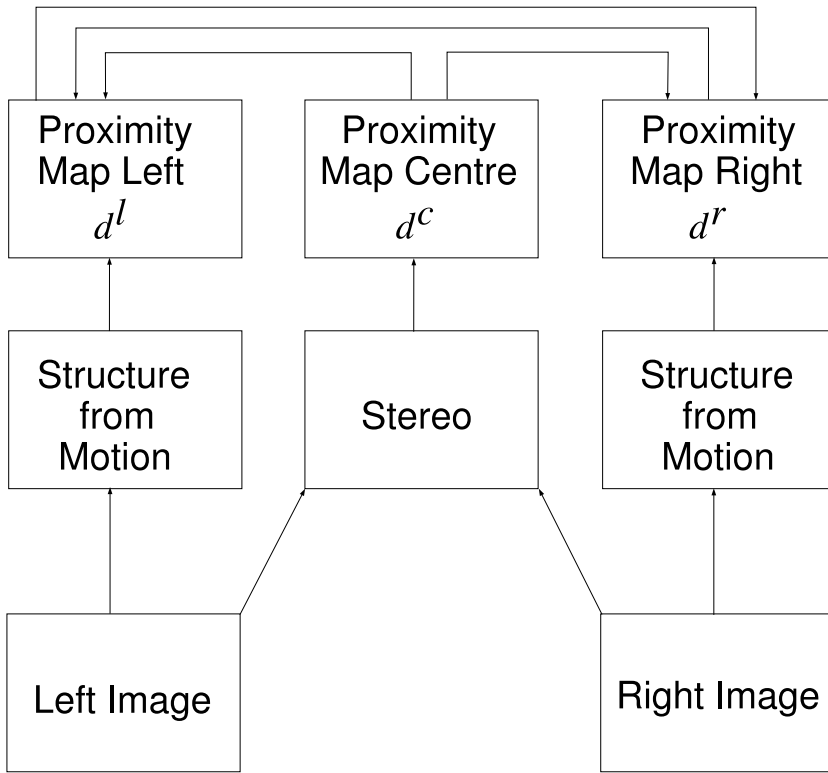 Proximity
Map Left
d^l
Proximity
Map Centre
d^c
Proximity
Map Right
d^r
Structure
from
Motion
Stereo
Structure
from
Motion
Left Image
Right Image